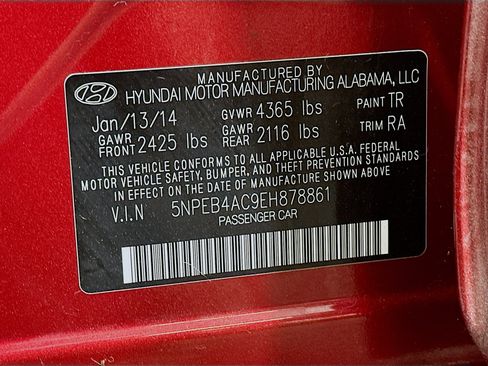 MANUFACTURED BY
HYUNDAI MOTOR MANUFACTURING ALABAMA, LLC
Jan/13/14 GVWR 4365 lbs PAINT TR
GAWR FRONT 2425 lbs GAWR REAR 2116 lbs TRIM RA
THIS VEHICLE CONFORMS TO ALL APPLICABLE U.S.A. FEDERAL
MOTOR VEHICLE SAFETY, BUMPER, AND THEFT PREVENTION STANDARDS
IN EFFECT ON THE DATE OF MANUFACTURE SHOWN ABOVE.
V.I.N 5NPEB4AC9EH878861
PASSENGER CAR